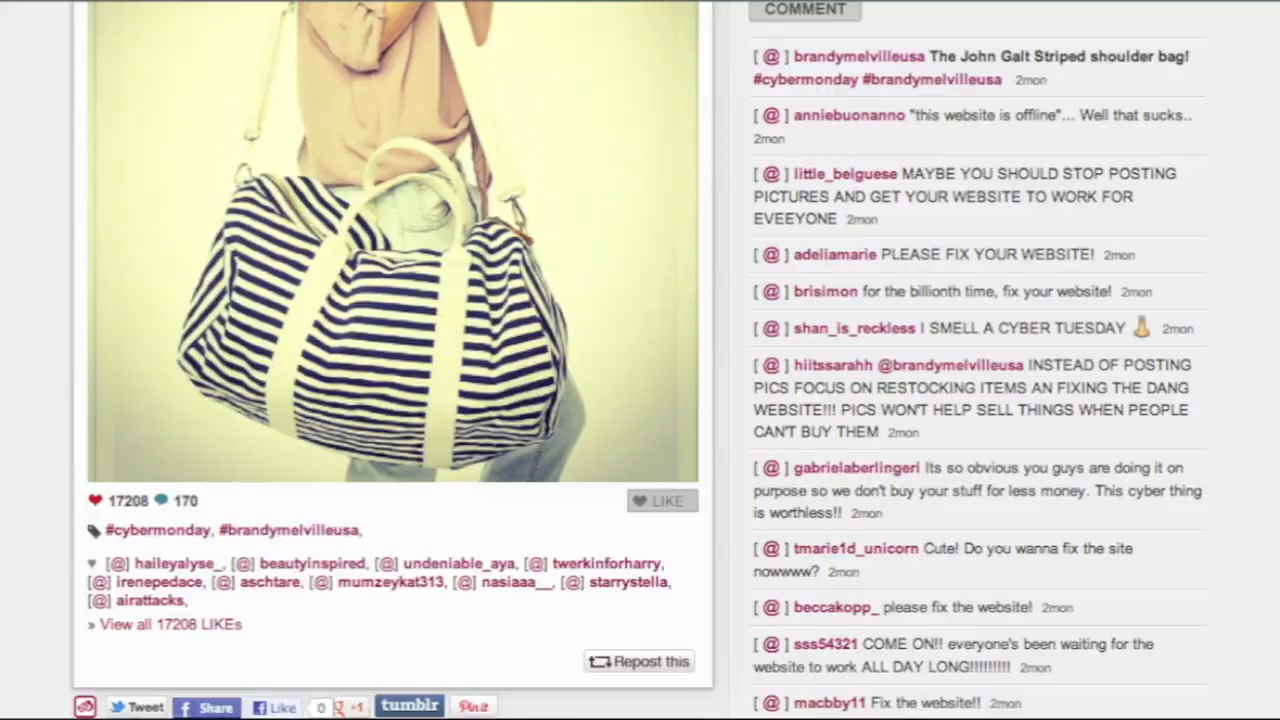 17208 170
LIKE
#cybermonday, #brandymelvilleusa,
[@] haileyalyse_, [@] beautyinspired, [@] undeniable_aya, [@] twerkinforharry,
[@] irenepedace, [@] aschtare, [@] mumzeykat313, [@] nasiaaa__, [@] starrystella,
[@] airattacks,
» View all 17208 LIKEs
Repost this
Tweet Share Like 0 +1 tumblr Pin it
COMMENT
[ @ ] brandymelvilleusa The John Galt Striped shoulder bag!
#cybermonday #brandymelvilleusa 2mon
[ @ ] anniebuonanno "this website is offline"... Well that sucks..
2mon
[ @ ] little_belguese MAYBE YOU SHOULD STOP POSTING
PICTURES AND GET YOUR WEBSITE TO WORK FOR
EVEEYONE 2mon
[ @ ] adeliamarie PLEASE FIX YOUR WEBSITE! 2mon
[ @ ] brisimon for the billionth time, fix your website! 2mon
[ @ ] shan_is_reckless I SMELL A CYBER TUESDAY 2mon
[ @ ] hiitssarahh @brandymelvilleusa INSTEAD OF POSTING
PICS FOCUS ON RESTOCKING ITEMS AN FIXING THE DANG
WEBSITE!!! PICS WON'T HELP SELL THINGS WHEN PEOPLE
CAN'T BUY THEM 2mon
[ @ ] gabrielaberlingeri Its so obvious you guys are doing it on
purpose so we don't buy your stuff for less money. This cyber thing
is worthless!! 2mon
[ @ ] tmarie1d_unicorn Cute! Do you wanna fix the site
nowwww? 2mon
[ @ ] beccakopp_ please fix the website! 2mon
[ @ ] sss54321 COME ON!! everyone's been waiting for the
website to work ALL DAY LONG!!!!!!!!! 2mon
[ @ ] macbby11 Fix the website!! 2mon